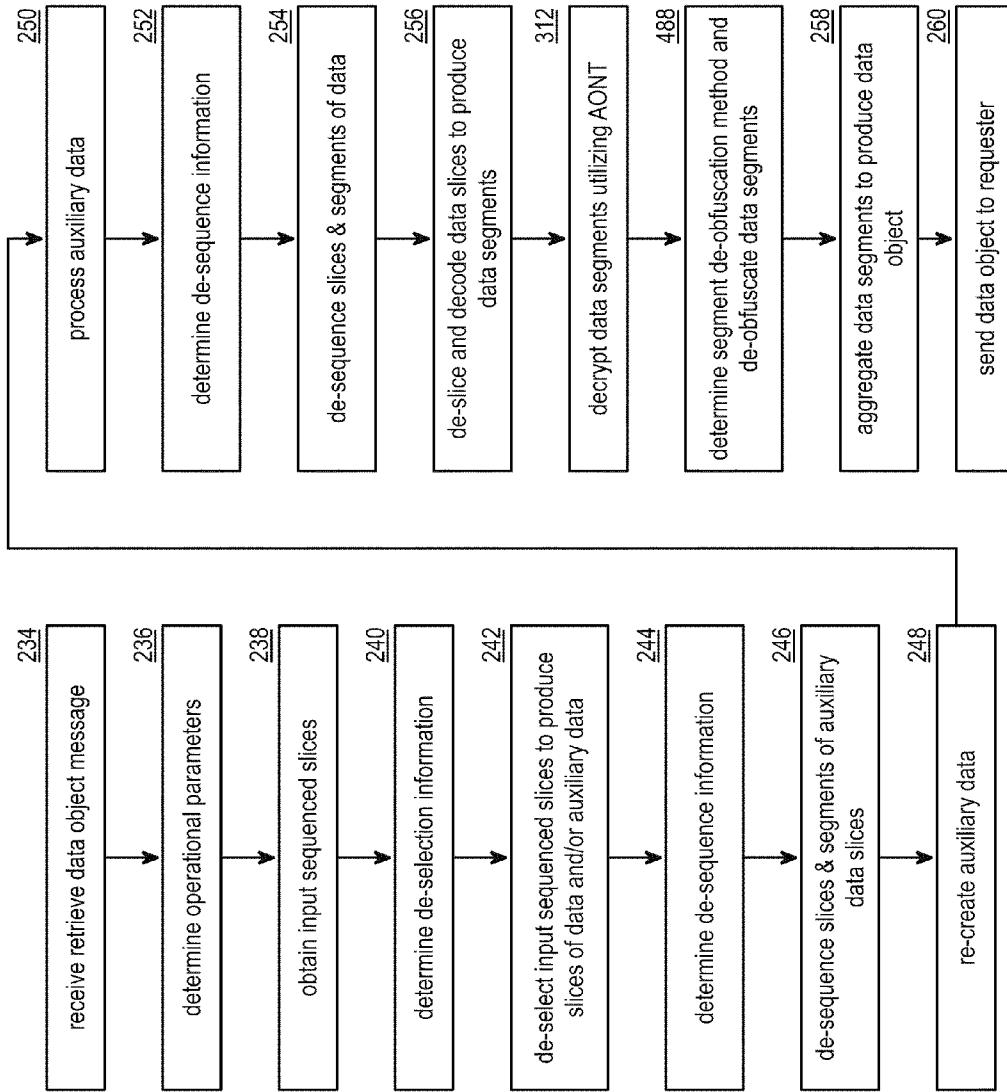 234
receive retrieve data object message
236
determine operational parameters
238
obtain input sequenced slices
240
determine de-selection information
242
de-select input sequenced slices to produce
slices of data and/or auxiliary data
244
determine de-sequence information
246
de-sequence slices & segments of auxiliary
data slices
248
re-create auxiliary data
250
process auxiliary data
252
determine de-sequence information
254
de-sequence slices & segments of data
256
de-slice and decode data slices to produce
data segments
312
decrypt data segments utilizing AONT
488
determine segment de-obfuscation method and
de-obfuscate data segments
258
aggregate data segments to produce data
object
260
send data object to requester